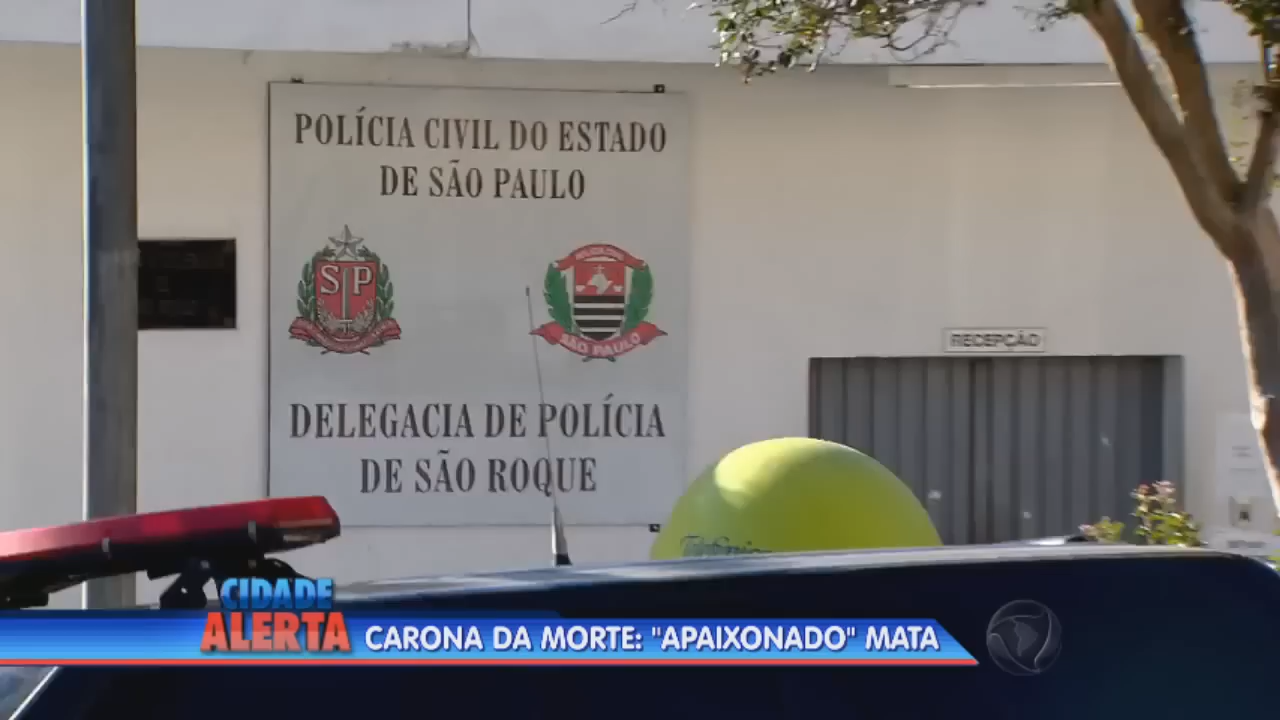 POLÍCIA CIVIL DO ESTADO
DE SÃO PAULO
SP
SÃO PAULO
DELEGACIA DE POLÍCIA
DE SÃO ROQUE
RECEPÇÃO
CIDADE
ALERTA
CARONA DA MORTE: "APAIXONADO" MATA